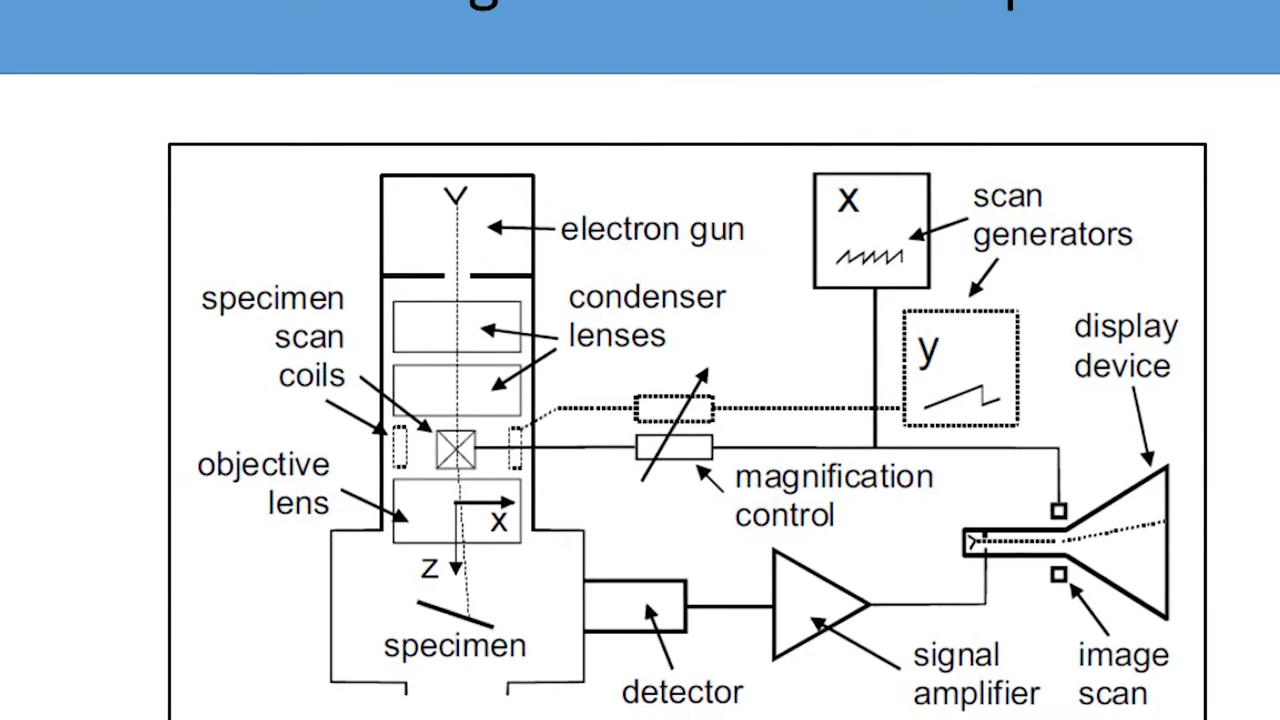 electron gun
x
scan
generators
specimen
scan
coils
condenser
lenses
y
display
device
objective
lens
x
z
magnification
control
specimen
detector
signal
amplifier
image
scan